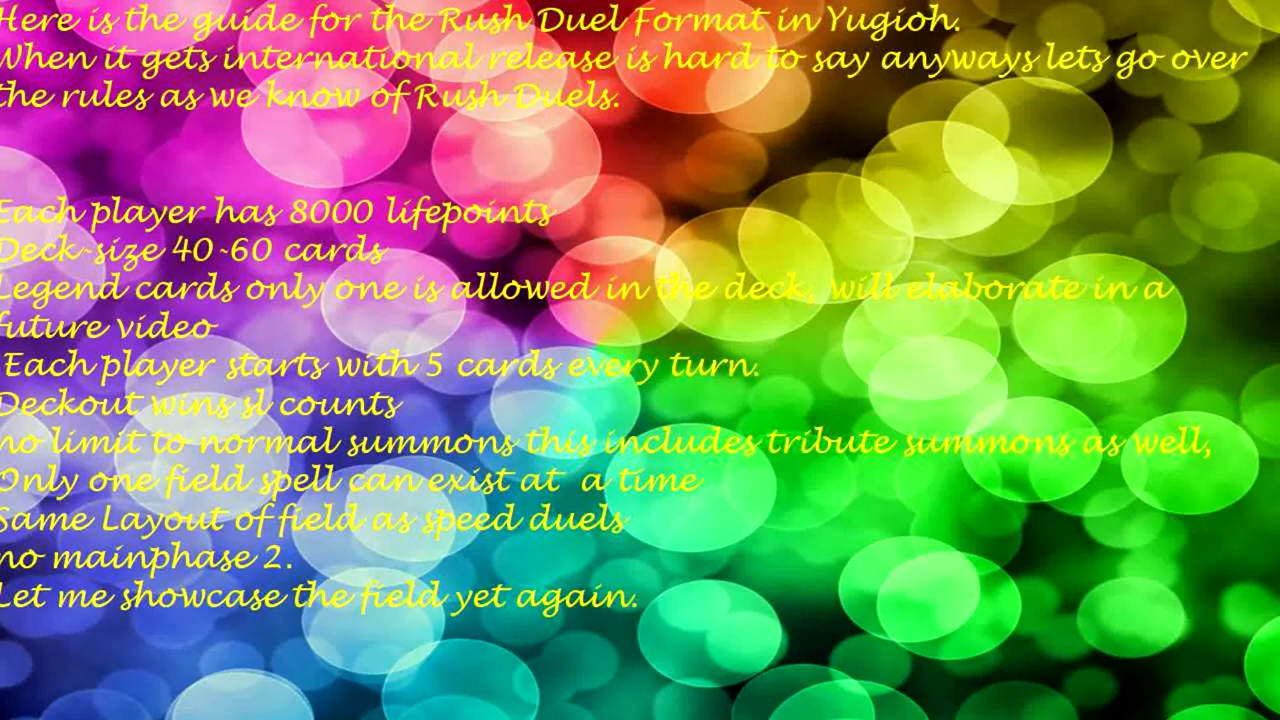 Here is the guide for the Rush Duel Format in Yugioh.
When it gets international release is hard to say anyways lets go over
the rules as we know of Rush Duels.
Each player has 8000 lifepoints
Deck-size 40-60 cards
Legend cards only one is allowed in the deck, will elaborate in a
future video
Each player starts with 5 cards every turn.
Deckout wins sl counts
no limit to normal summons this includes tribute summons as well,
Only one field spell can exist at a time
Same Layout of field as speed duels
no mainphase 2.
Let me showcase the field yet again.